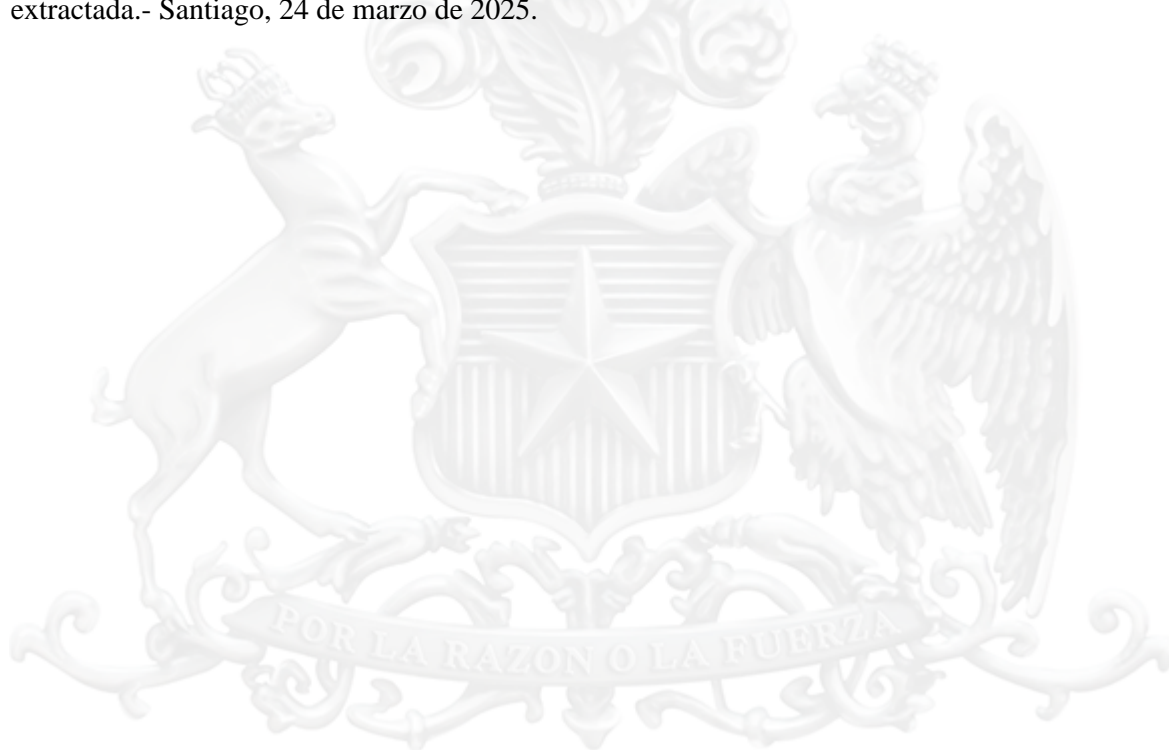 extractada.- Santiago, 24 de marzo de 2025.
POR LA RAZON O LA FUERZA